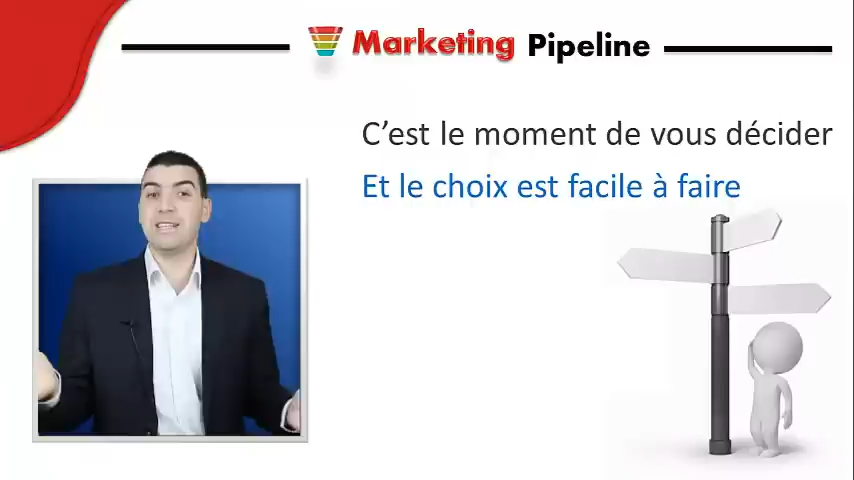 Marketing Pipeline
C’est le moment de vous décider
Et le choix est facile à faire